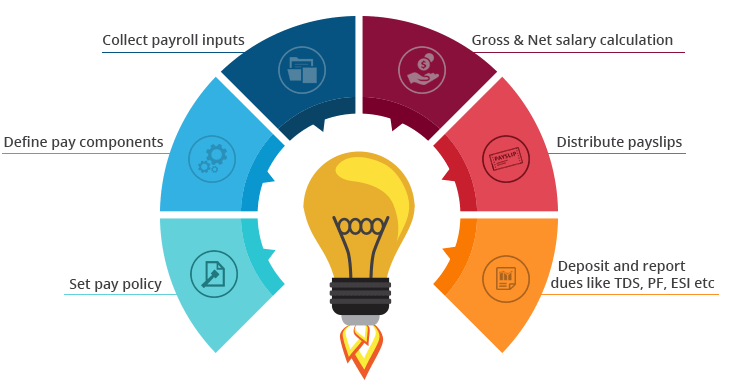 Collect payroll inputs
Gross & Net salary calculation
Define pay components
Distribute payslips
PAYSLIP
Set pay policy
Deposit and report
dues like TDS, PF, ESI etc